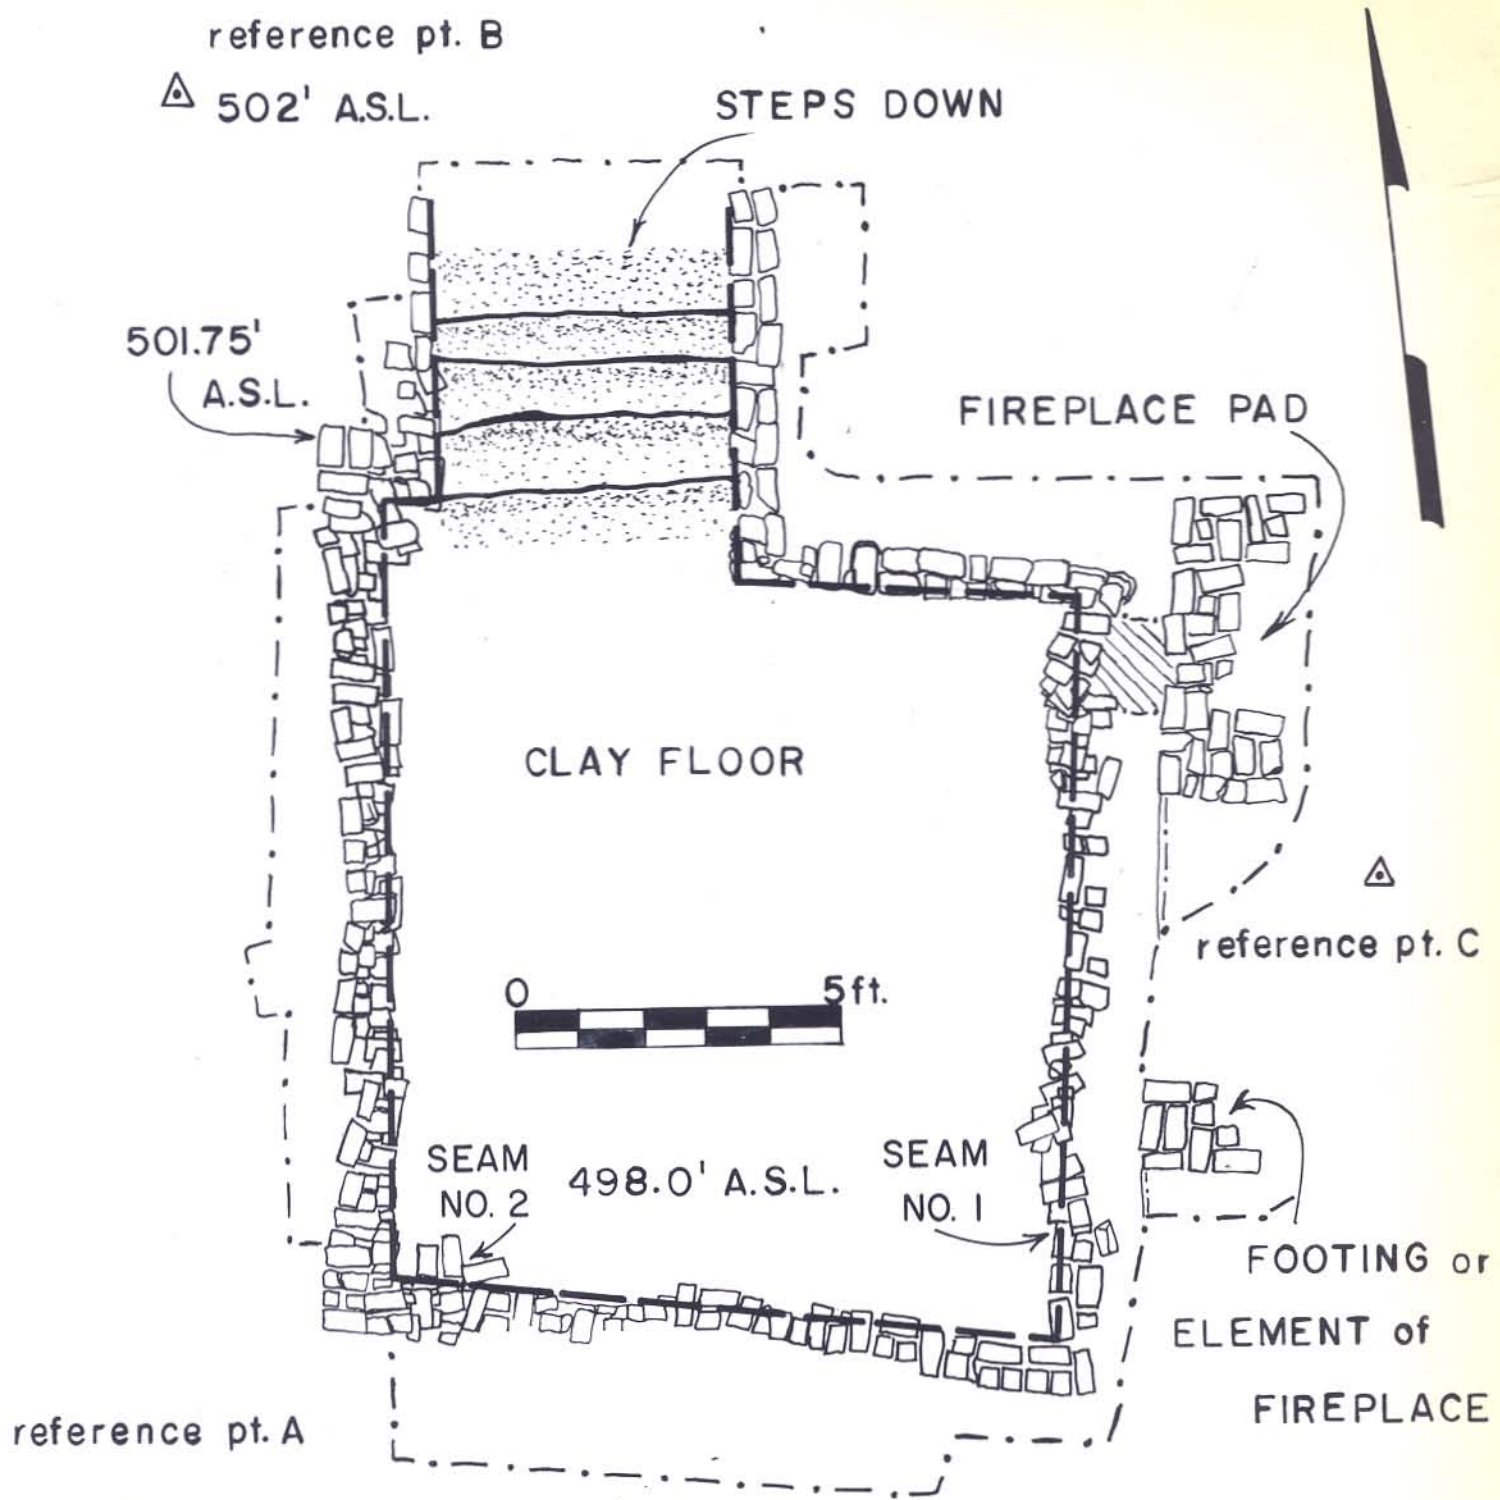 reference pt. B
502' A.S.L.
STEPS DOWN
501.75'
A.S.L.
FIREPLACE PAD
CLAY FLOOR
reference pt. C
0 5ft.
SEAM
NO. 2
498.0' A.S.L.
SEAM
NO. 1
FOOTING or
ELEMENT of
FIREPLACE
reference pt. A